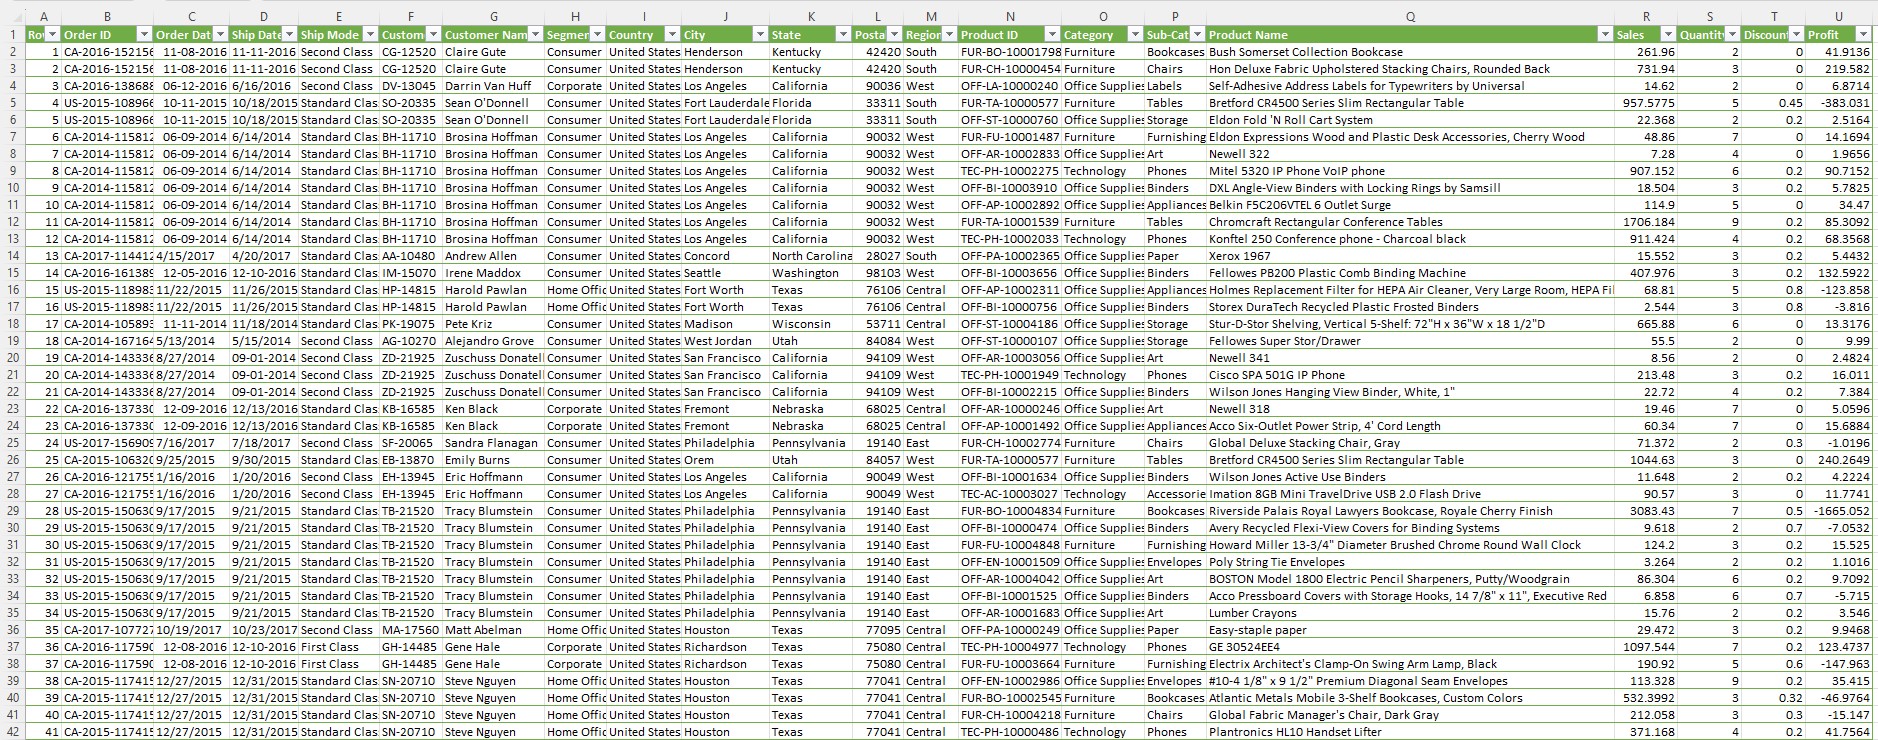 A B C D E F G H I J K L M N O P Q R S T U
1 Row Order ID Order Dat Ship Date Ship Mode Custom Customer Nam Segmen Country City State Posta Region Product ID Category Sub-Cat Product Name Sales Quantity Discount Profit
2 1 CA-2016-152156 11-08-2016 11-11-2016 Second Class CG-12520 Claire Gute Consumer United States Henderson Kentucky 42420 South FUR-BO-10001798 Furniture Bookcases Bush Somerset Collection Bookcase 261.96 2 0 41.9136
3 2 CA-2016-152156 11-08-2016 11-11-2016 Second Class CG-12520 Claire Gute Consumer United States Henderson Kentucky 42420 South FUR-CH-10000454 Furniture Chairs Hon Deluxe Fabric Upholstered Stacking Chairs, Rounded Back 731.94 3 0 219.582
4 3 CA-2016-138688 06-12-2016 6/16/2016 Second Class DV-13045 Darrin Van Huff Corporate United States Los Angeles California 90036 West OFF-LA-10000240 Office Supplies Labels Self-Adhesive Address Labels for Typewriters by Universal 14.62 2 0 6.8714
5 4 US-2015-108966 10-11-2015 10/18/2015 Standard Clas SO-20335 Sean O'Donnell Consumer United States Fort Lauderdale Florida 33311 South FUR-TA-10000577 Furniture Tables Bretford CR4500 Series Slim Rectangular Table 957.5775 5 0.45 -383.031
6 5 US-2015-108966 10-11-2015 10/18/2015 Standard Clas SO-20335 Sean O'Donnell Consumer United States Fort Lauderdale Florida 33311 South OFF-ST-10000760 Office Supplies Storage Eldon Fold 'N Roll Cart System 22.368 2 0.2 2.5164
7 6 CA-2014-115812 06-09-2014 6/14/2014 Standard Clas BH-11710 Brosina Hoffman Consumer United States Los Angeles California 90032 West FUR-FU-10001487 Furniture Furnishing Eldon Expressions Wood and Plastic Desk Accessories, Cherry Wood 48.86 7 0 14.1694
8 7 CA-2014-115812 06-09-2014 6/14/2014 Standard Clas BH-11710 Brosina Hoffman Consumer United States Los Angeles California 90032 West OFF-AR-10002833 Office Supplies Art Newell 322 7.28 4 0 1.9656
9 8 CA-2014-115812 06-09-2014 6/14/2014 Standard Clas BH-11710 Brosina Hoffman Consumer United States Los Angeles California 90032 West TEC-PH-10002275 Technology Phones Mitel 5320 IP Phone VoIP phone 907.152 6 0.2 90.7152
10 9 CA-2014-115812 06-09-2014 6/14/2014 Standard Clas BH-11710 Brosina Hoffman Consumer United States Los Angeles California 90032 West OFF-BI-10003910 Office Supplies Binders DXL Angle-View Binders with Locking Rings by Samsill 18.504 3 0.2 5.7825
11 10 CA-2014-115812 06-09-2014 6/14/2014 Standard Clas BH-11710 Brosina Hoffman Consumer United States Los Angeles California 90032 West OFF-AP-10002892 Office Supplies Appliances Belkin F5C206VTEL 6 Outlet Surge 114.9 5 0 34.47
12 11 CA-2014-115812 06-09-2014 6/14/2014 Standard Clas BH-11710 Brosina Hoffman Consumer United States Los Angeles California 90032 West FUR-TA-10001539 Furniture Tables Chromcraft Rectangular Conference Tables 1706.184 9 0.2 85.3092
13 12 CA-2014-115812 06-09-2014 6/14/2014 Standard Clas BH-11710 Brosina Hoffman Consumer United States Los Angeles California 90032 West TEC-PH-10002033 Technology Phones Konftel 250 Conference phone - Charcoal black 911.424 4 0.2 68.3568
14 13 CA-2017-114412 4/15/2017 4/20/2017 Standard Clas AA-10480 Andrew Allen Consumer United States Concord North Carolina 28027 South OFF-PA-10002365 Office Supplies Paper Xerox 1967 15.552 3 0.2 5.4432
15 14 CA-2016-161389 12-05-2016 12-10-2016 Standard Clas IM-15070 Irene Maddox Consumer United States Seattle Washington 98103 West OFF-BI-10003656 Office Supplies Binders Fellowes PB200 Plastic Comb Binding Machine 407.976 3 0.2 132.5922
16 15 US-2015-118983 11/22/2015 11/26/2015 Standard Clas HP-14815 Harold Pawlan Home Offic United States Fort Worth Texas 76106 Central OFF-AP-10002311 Office Supplies Appliances Holmes Replacement Filter for HEPA Air Cleaner, Very Large Room, HEPA Fil 68.81 5 0.8 -123.858
17 16 US-2015-118983 11/22/2015 11/26/2015 Standard Clas HP-14815 Harold Pawlan Home Offic United States Fort Worth Texas 76106 Central OFF-BI-10000756 Office Supplies Binders Storex DuraTech Recycled Plastic Frosted Binders 2.544 3 0.8 -3.816
18 17 CA-2014-105893 11-11-2014 11/18/2014 Standard Clas PK-19075 Pete Kriz Consumer United States Madison Wisconsin 53711 Central OFF-ST-10004186 Office Supplies Storage Stur-D-Stor Shelving, Vertical 5-Shelf: 72"H x 36"W x 18 1/2"D 665.88 6 0 13.3176
19 18 CA-2014-167164 5/13/2014 5/15/2014 Second Class AG-10270 Alejandro Grove Consumer United States West Jordan Utah 84084 West OFF-ST-10000107 Office Supplies Storage Fellowes Super Stor/Drawer 55.5 2 0 9.99
20 19 CA-2014-143336 8/27/2014 09-01-2014 Second Class ZD-21925 Zuschuss Donatell Consumer United States San Francisco California 94109 West OFF-AR-10003056 Office Supplies Art Newell 341 8.56 2 0 2.4824
21 20 CA-2014-143336 8/27/2014 09-01-2014 Second Class ZD-21925 Zuschuss Donatell Consumer United States San Francisco California 94109 West TEC-PH-10001949 Technology Phones Cisco SPA 501G IP Phone 213.48 3 0.2 16.011
22 21 CA-2014-143336 8/27/2014 09-01-2014 Second Class ZD-21925 Zuschuss Donatell Consumer United States San Francisco California 94109 West OFF-BI-10002215 Office Supplies Binders Wilson Jones Hanging View Binder, White, 1" 22.72 4 0.2 7.384
23 22 CA-2016-137330 12-09-2016 12/13/2016 Standard Clas KB-16585 Ken Black Corporate United States Fremont Nebraska 68025 Central OFF-AR-10000246 Office Supplies Art Newell 318 19.46 7 0 5.0596
24 23 CA-2016-137330 12-09-2016 12/13/2016 Standard Clas KB-16585 Ken Black Corporate United States Fremont Nebraska 68025 Central OFF-AP-10001492 Office Supplies Appliances Acco Six-Outlet Power Strip, 4' Cord Length 60.34 7 0 15.6884
25 24 US-2017-156909 7/16/2017 7/18/2017 Second Class SF-20065 Sandra Flanagan Consumer United States Philadelphia Pennsylvania 19140 East FUR-CH-10002774 Furniture Chairs Global Deluxe Stacking Chair, Gray 71.372 2 0.3 -1.0196
26 25 CA-2015-106320 9/25/2015 9/30/2015 Standard Clas EB-13870 Emily Burns Consumer United States Orem Utah 84057 West FUR-TA-10000577 Furniture Tables Bretford CR4500 Series Slim Rectangular Table 1044.63 3 0 240.2649
27 26 CA-2016-121755 1/16/2016 1/20/2016 Second Class EH-13945 Eric Hoffmann Consumer United States Los Angeles California 90049 West OFF-BI-10001634 Office Supplies Binders Wilson Jones Active Use Binders 11.648 2 0.2 4.2224
28 27 CA-2016-121755 1/16/2016 1/20/2016 Second Class EH-13945 Eric Hoffmann Consumer United States Los Angeles California 90049 West TEC-AC-10003027 Technology Accessorie Imation 8GB Mini TravelDrive USB 2.0 Flash Drive 90.57 3 0 11.7741
29 28 US-2015-150630 9/17/2015 9/21/2015 Standard Clas TB-21520 Tracy Blumstein Consumer United States Philadelphia Pennsylvania 19140 East FUR-BO-10004834 Furniture Bookcases Riverside Palais Royal Lawyers Bookcase, Royale Cherry Finish 3083.43 7 0.5 -1665.052
30 29 US-2015-150630 9/17/2015 9/21/2015 Standard Clas TB-21520 Tracy Blumstein Consumer United States Philadelphia Pennsylvania 19140 East OFF-BI-10000474 Office Supplies Binders Avery Recycled Flexi-View Covers for Binding Systems 9.618 2 0.7 -7.0532
31 30 US-2015-150630 9/17/2015 9/21/2015 Standard Clas TB-21520 Tracy Blumstein Consumer United States Philadelphia Pennsylvania 19140 East FUR-FU-10004848 Furniture Furnishing Howard Miller 13-3/4" Diameter Brushed Chrome Round Wall Clock 124.2 3 0.2 15.525
32 31 US-2015-150630 9/17/2015 9/21/2015 Standard Clas TB-21520 Tracy Blumstein Consumer United States Philadelphia Pennsylvania 19140 East OFF-EN-10001509 Office Supplies Envelopes Poly String Tie Envelopes 3.264 2 0.2 1.1016
33 32 US-2015-150630 9/17/2015 9/21/2015 Standard Clas TB-21520 Tracy Blumstein Consumer United States Philadelphia Pennsylvania 19140 East OFF-AR-10004042 Office Supplies Art BOSTON Model 1800 Electric Pencil Sharpeners, Putty/Woodgrain 86.304 6 0.2 9.7092
34 33 US-2015-150630 9/17/2015 9/21/2015 Standard Clas TB-21520 Tracy Blumstein Consumer United States Philadelphia Pennsylvania 19140 East OFF-BI-10001525 Office Supplies Binders Acco Pressboard Covers with Storage Hooks, 14 7/8" x 11", Executive Red 6.858 6 0.7 -5.715
35 34 US-2015-150630 9/17/2015 9/21/2015 Standard Clas TB-21520 Tracy Blumstein Consumer United States Philadelphia Pennsylvania 19140 East OFF-AR-10001683 Office Supplies Art Lumber Crayons 15.76 2 0.2 3.546
36 35 CA-2017-107727 10/19/2017 10/23/2017 Second Class MA-17560 Matt Abelman Home Offic United States Houston Texas 77095 Central OFF-PA-10000249 Office Supplies Paper Easy-staple paper 29.472 3 0.2 9.9468
37 36 CA-2016-117590 12-08-2016 12-10-2016 First Class GH-14485 Gene Hale Corporate United States Richardson Texas 75080 Central TEC-PH-10004977 Technology Phones GE 30524EE4 1097.544 7 0.2 123.4737
38 37 CA-2016-117590 12-08-2016 12-10-2016 First Class GH-14485 Gene Hale Corporate United States Richardson Texas 75080 Central FUR-FU-10003664 Furniture Furnishing Electrix Architect's Clamp-On Swing Arm Lamp, Black 190.92 5 0.6 -147.963
39 38 CA-2015-117415 12/27/2015 12/31/2015 Standard Clas SN-20710 Steve Nguyen Home Offic United States Houston Texas 77041 Central OFF-EN-10002986 Office Supplies Envelopes #10-4 1/8" x 9 1/2" Premium Diagonal Seam Envelopes 113.328 9 0.2 35.415
40 39 CA-2015-117415 12/27/2015 12/31/2015 Standard Clas SN-20710 Steve Nguyen Home Offic United States Houston Texas 77041 Central FUR-BO-10002545 Furniture Bookcases Atlantic Metals Mobile 3-Shelf Bookcases, Custom Colors 532.3992 3 0.32 -46.9764
41 40 CA-2015-117415 12/27/2015 12/31/2015 Standard Clas SN-20710 Steve Nguyen Home Offic United States Houston Texas 77041 Central FUR-CH-10004218 Furniture Chairs Global Fabric Manager's Chair, Dark Gray 212.058 3 0.3 -15.147
42 41 CA-2015-117415 12/27/2015 12/31/2015 Standard Clas SN-20710 Steve Nguyen Home Offic United States Houston Texas 77041 Central TEC-PH-10000486 Technology Phones Plantronics HL10 Handset Lifter 371.168 4 0.2 41.7564